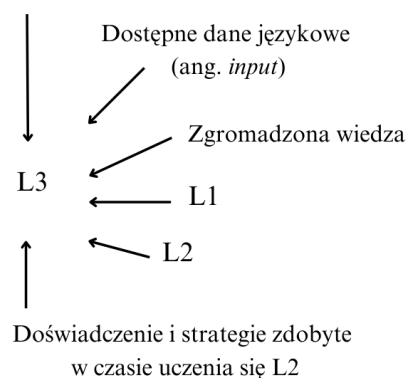 Dostępne dane językowe
(ang. input)
Zgromadzona wiedza
L3
L1
L2
Doświadczenie i strategie zdobyte
w czasie uczenia się L2